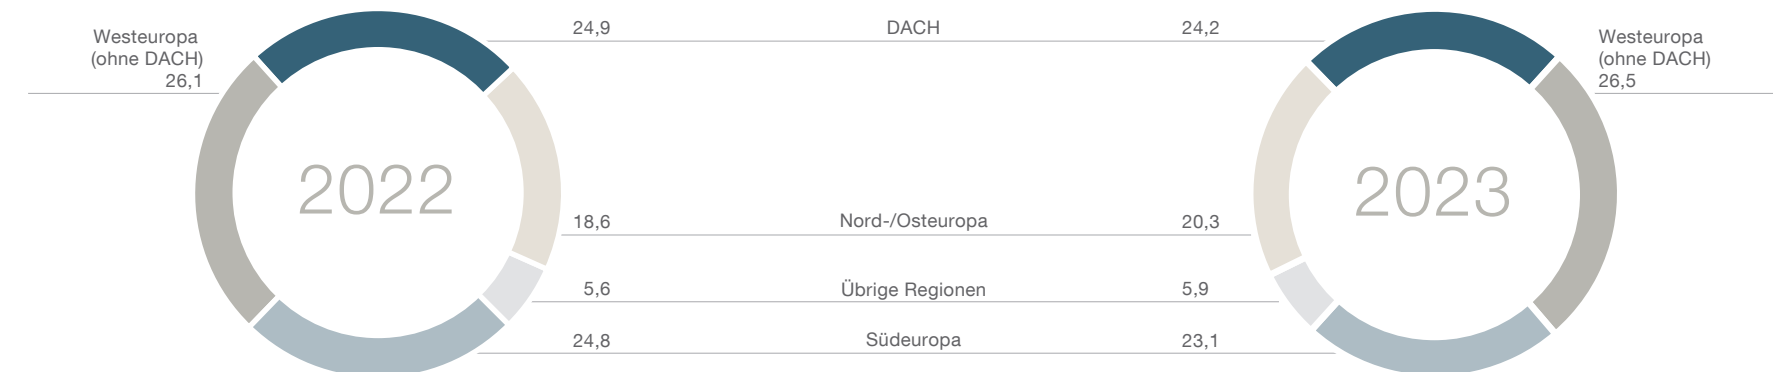 Westeuropa
(ohne DACH)
26,1
2022
24,9 DACH 24,2
18,6 Nord-/Osteuropa 20,3
5,6 Übrige Regionen 5,9
24,8 Südeuropa 23,1
2023
Westeuropa
(ohne DACH)
26,5